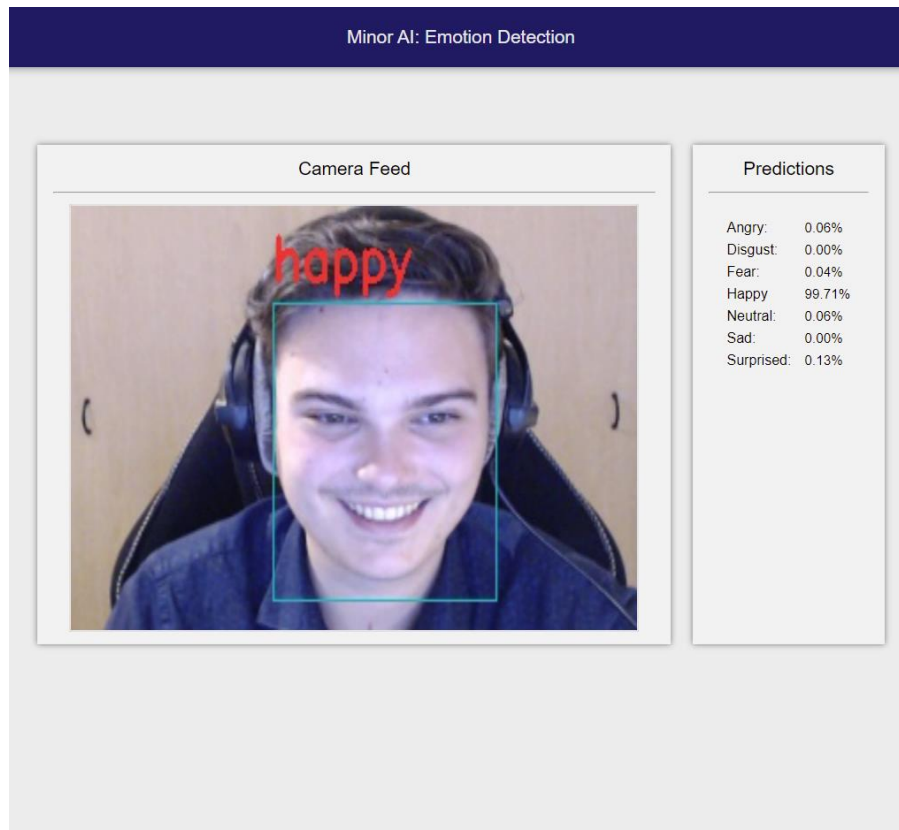 Minor AI: Emotion Detection
Camera Feed
happy
Predictions
Angry: 0.06%
Disgust: 0.00%
Fear: 0.04%
Happy 99.71%
Neutral: 0.06%
Sad: 0.00%
Surprised: 0.13%